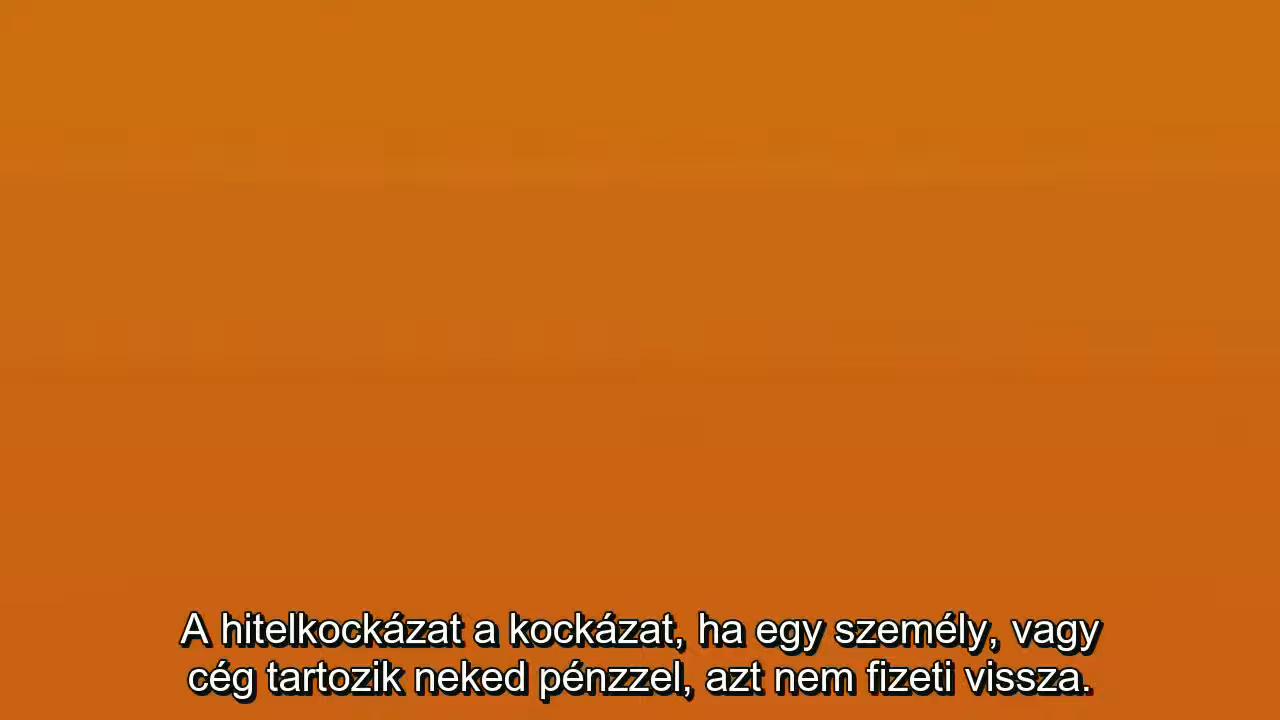 A hitelkockázat a kockázat, ha egy személy, vagy
cég tartozik neked pénzzel, azt nem fizeti vissza.